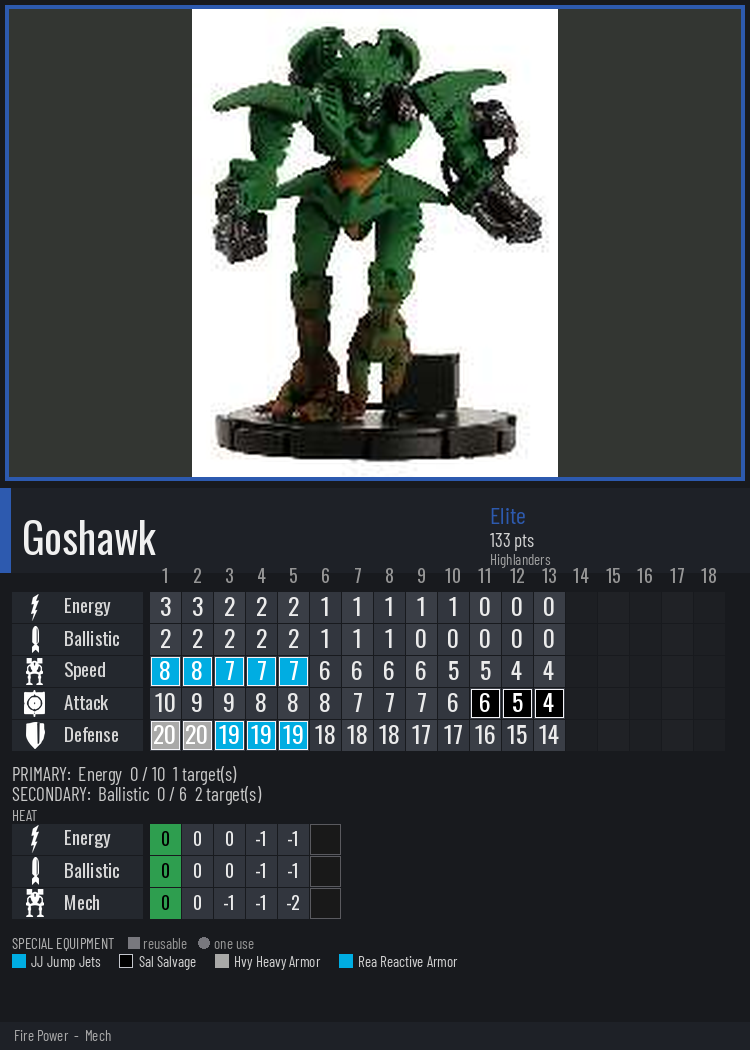 Goshawk
Elite
133 pts
Highlanders
1 2 3 4 5 6 7 8 9 10 11 12 13 14 15 16 17 18
Energy 3 3 2 2 2 1 1 1 1 1 0 0 0
Ballistic 2 2 2 2 2 1 1 1 0 0 0 0 0
Speed 8 8 7 7 7 6 6 6 6 5 5 4 4
Attack 10 9 9 8 8 8 7 7 7 6 6 5 4
Defense 20 20 19 19 19 18 18 18 17 17 16 15 14
PRIMARY: Energy 0 / 10 1 target(s)
SECONDARY: Ballistic 0 / 6 2 target(s)
HEAT
Energy 0 0 0 -1 -1
Ballistic 0 0 0 -1 -1
Mech 0 0 -1 -1 -2
SPECIAL EQUIPMENT reusable one use
JJ Jump Jets Sal Salvage Hvy Heavy Armor Rea Reactive Armor
Fire Power - Mech